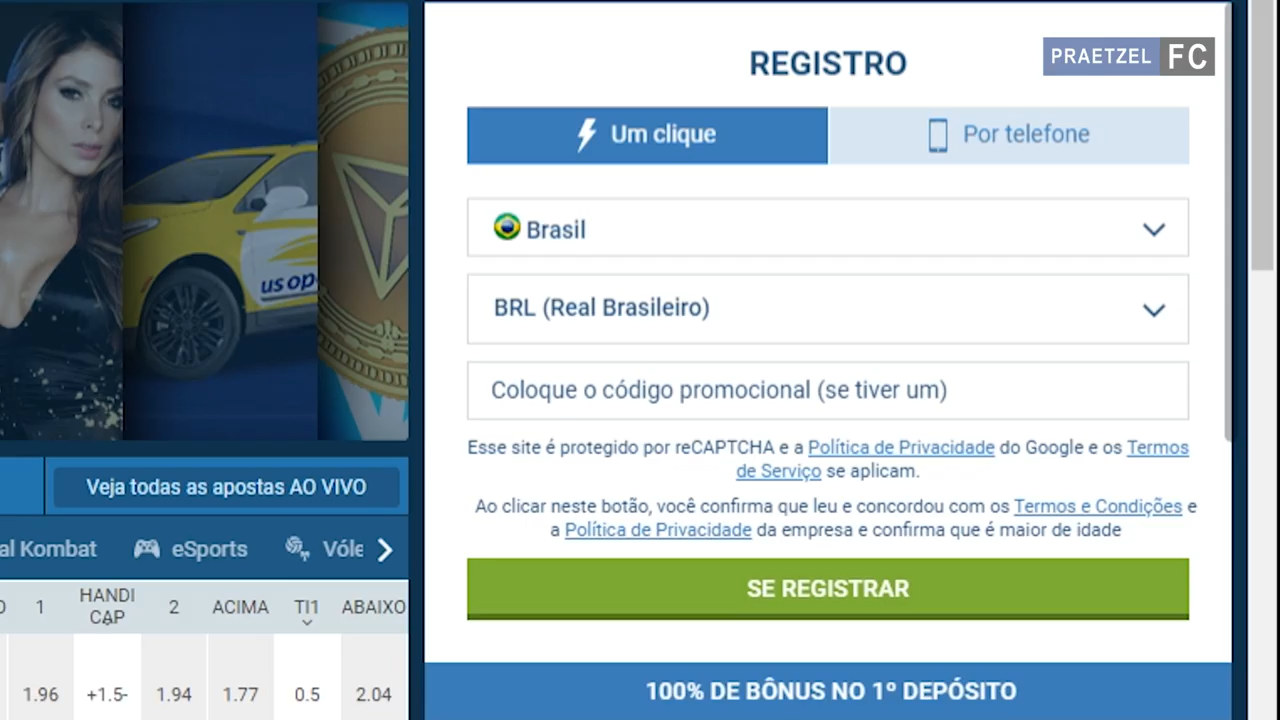 REGISTRO
PRAETZEL FC
Um clique
Por telefone
Brasil
BRL (Real Brasileiro)
Coloque o código promocional (se tiver um)
Esse site é protegido por reCAPTCHA e a Política de Privacidade do Google e os Termos
de Serviço se aplicam.
Ao clicar neste botão, você confirma que leu e concordou com os Termos e Condições e
a Política de Privacidade da empresa e confirma que é maior de idade
SE REGISTRAR
100% DE BÔNUS NO 1º DEPÓSITO
us op
Veja todas as apostas AO VIVO
al Kombat eSports Vóle
1 HANDI CAP 2 ACIMA TI1 ABAIXO
1.96 +1.5- 1.94 1.77 0.5 2.04